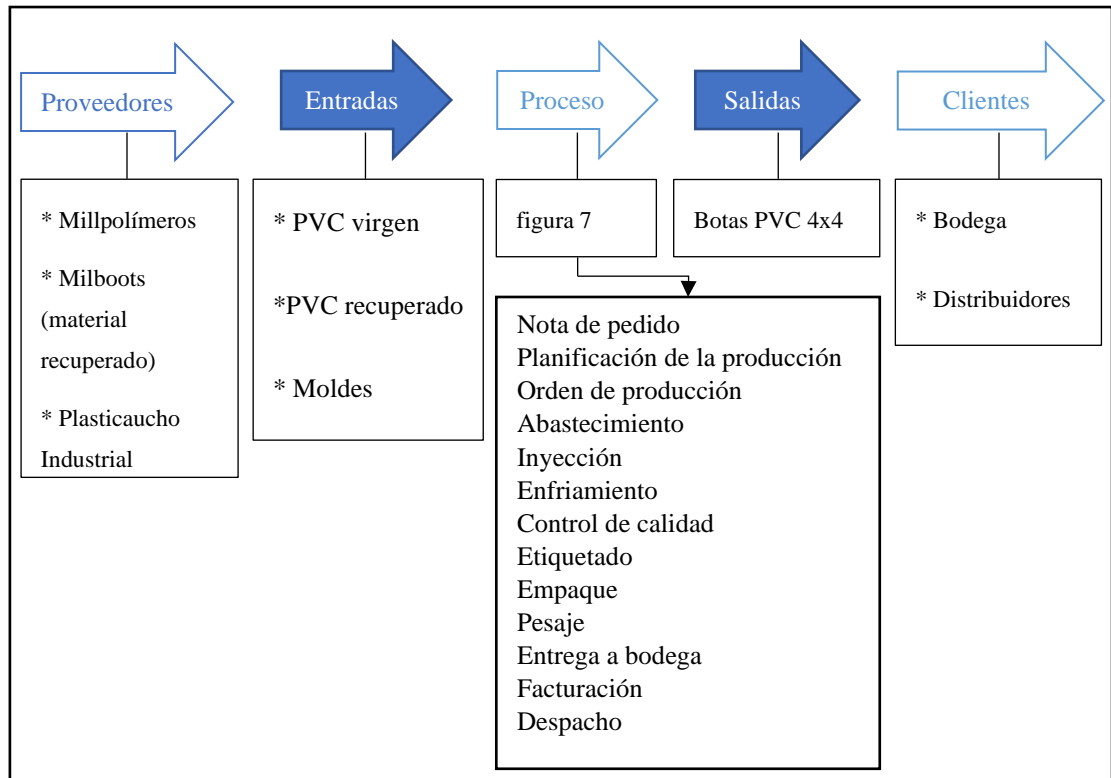 Proveedores
Entradas
Proceso
Salidas
Clientes
* Millpolímeros
* Milboots
(material
recuperado)
* Plasticaucho
Industrial
* PVC virgen
*PVC recuperado
* Moldes
figura 7
Botas PVC 4x4
* Bodega
* Distribuidores
Nota de pedido
Planificación de la producción
Orden de producción
Abastecimiento
Inyección
Enfriamiento
Control de calidad
Etiquetado
Empaque
Pesaje
Entrega a bodega
Facturación
Despacho